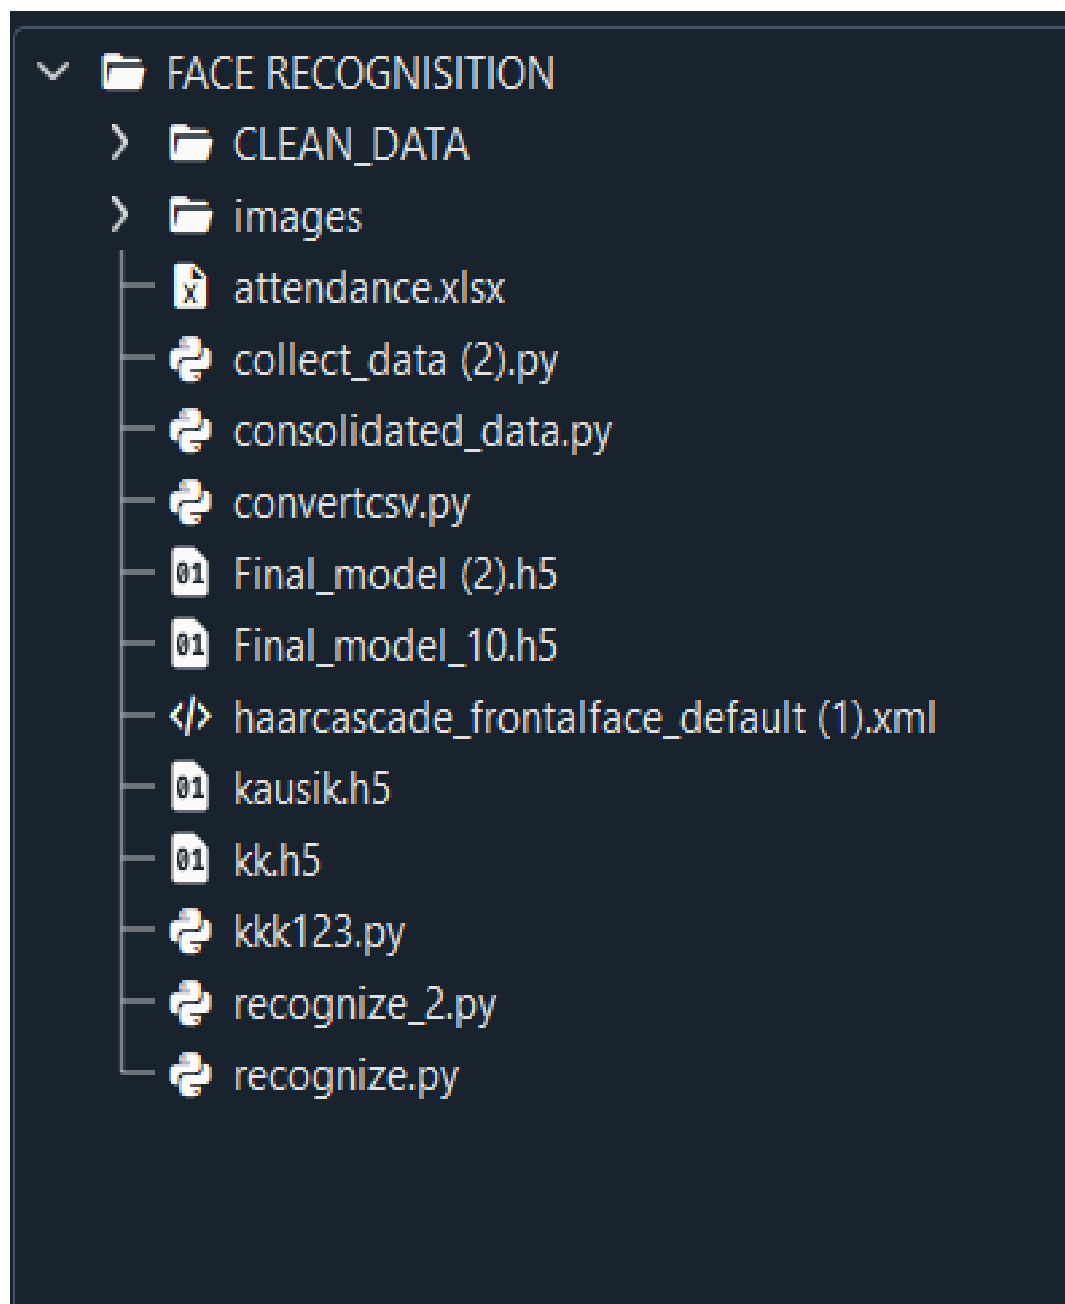 FACE RECOGNISITION
CLEAN_DATA
images
attendance.xlsx
collect_data (2).py
consolidated_data.py
convertcsv.py
Final_model (2).h5
Final_model_10.h5
haarcascade_frontalface_default (1).xml
kausik.h5
kk.h5
kkk123.py
recognize_2.py
recognize.py